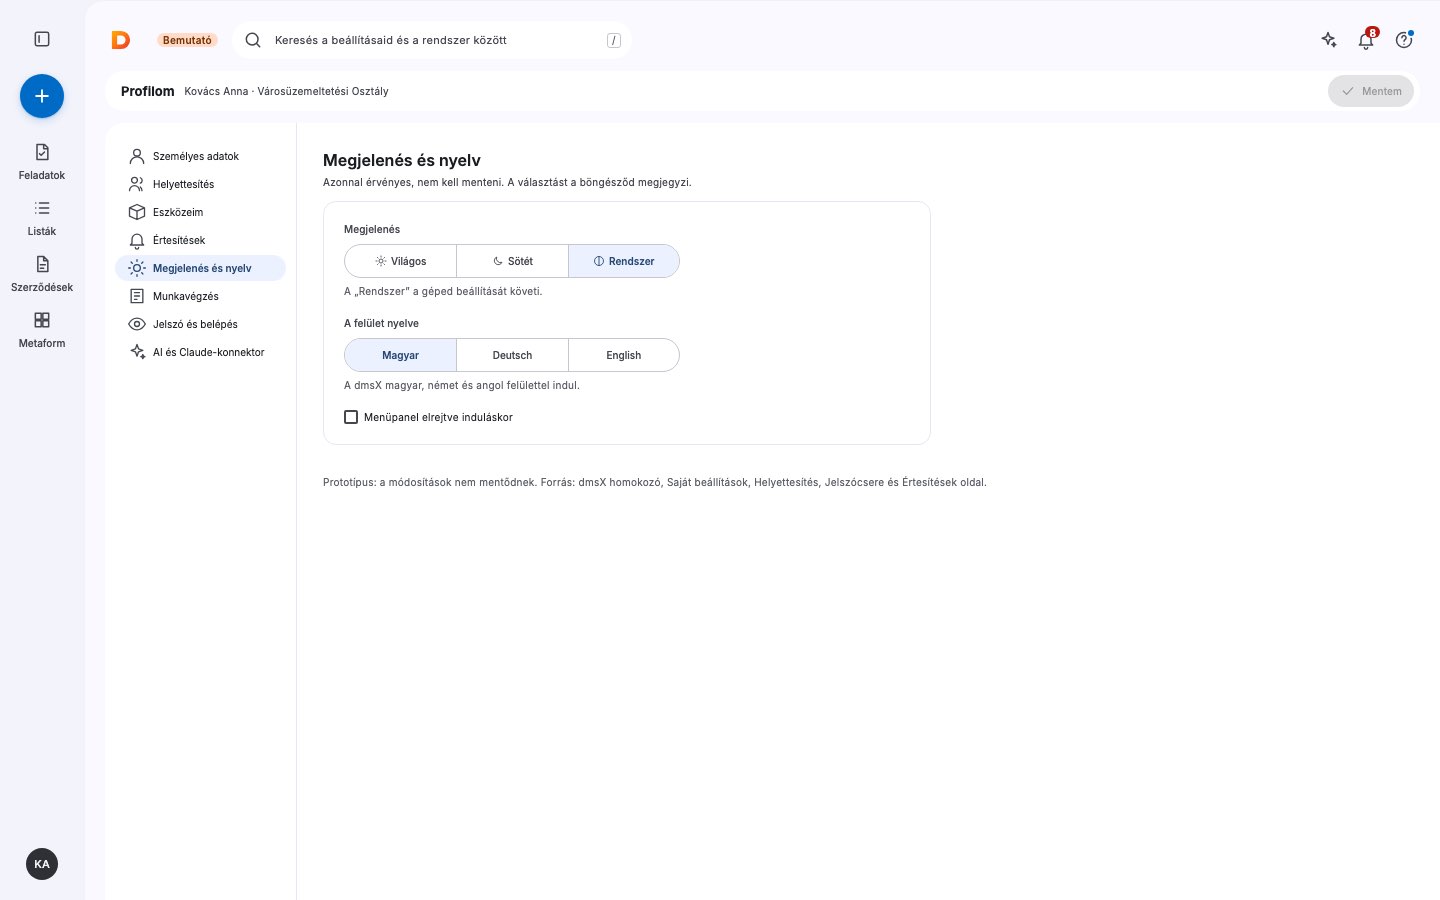 Bemutató
Keresés a beállításaid és a rendszer között
/
8
Profilom Kovács Anna · Városüzemeltetési Osztály
Mentem
Feladatok
Listák
Szerződések
Metaform
KA
Személyes adatok
Helyettesítés
Eszközeim
Értesítések
Megjelenés és nyelv
Munkavégzés
Jelszó és belépés
AI és Claude-konnektor
Megjelenés és nyelv
Azonnal érvényes, nem kell menteni. A választást a böngésződ megjegyzi.
Megjelenés
Világos Sötét Rendszer
A „Rendszer” a géped beállítását követi.
A felület nyelve
Magyar Deutsch English
A dmsX magyar, német és angol felülettel indul.
Menüpanel elrejtve induláskor
Prototípus: a módosítások nem mentődnek. Forrás: dmsX homokozó, Saját beállítások, Helyettesítés, Jelszócsere és Értesítések oldal.